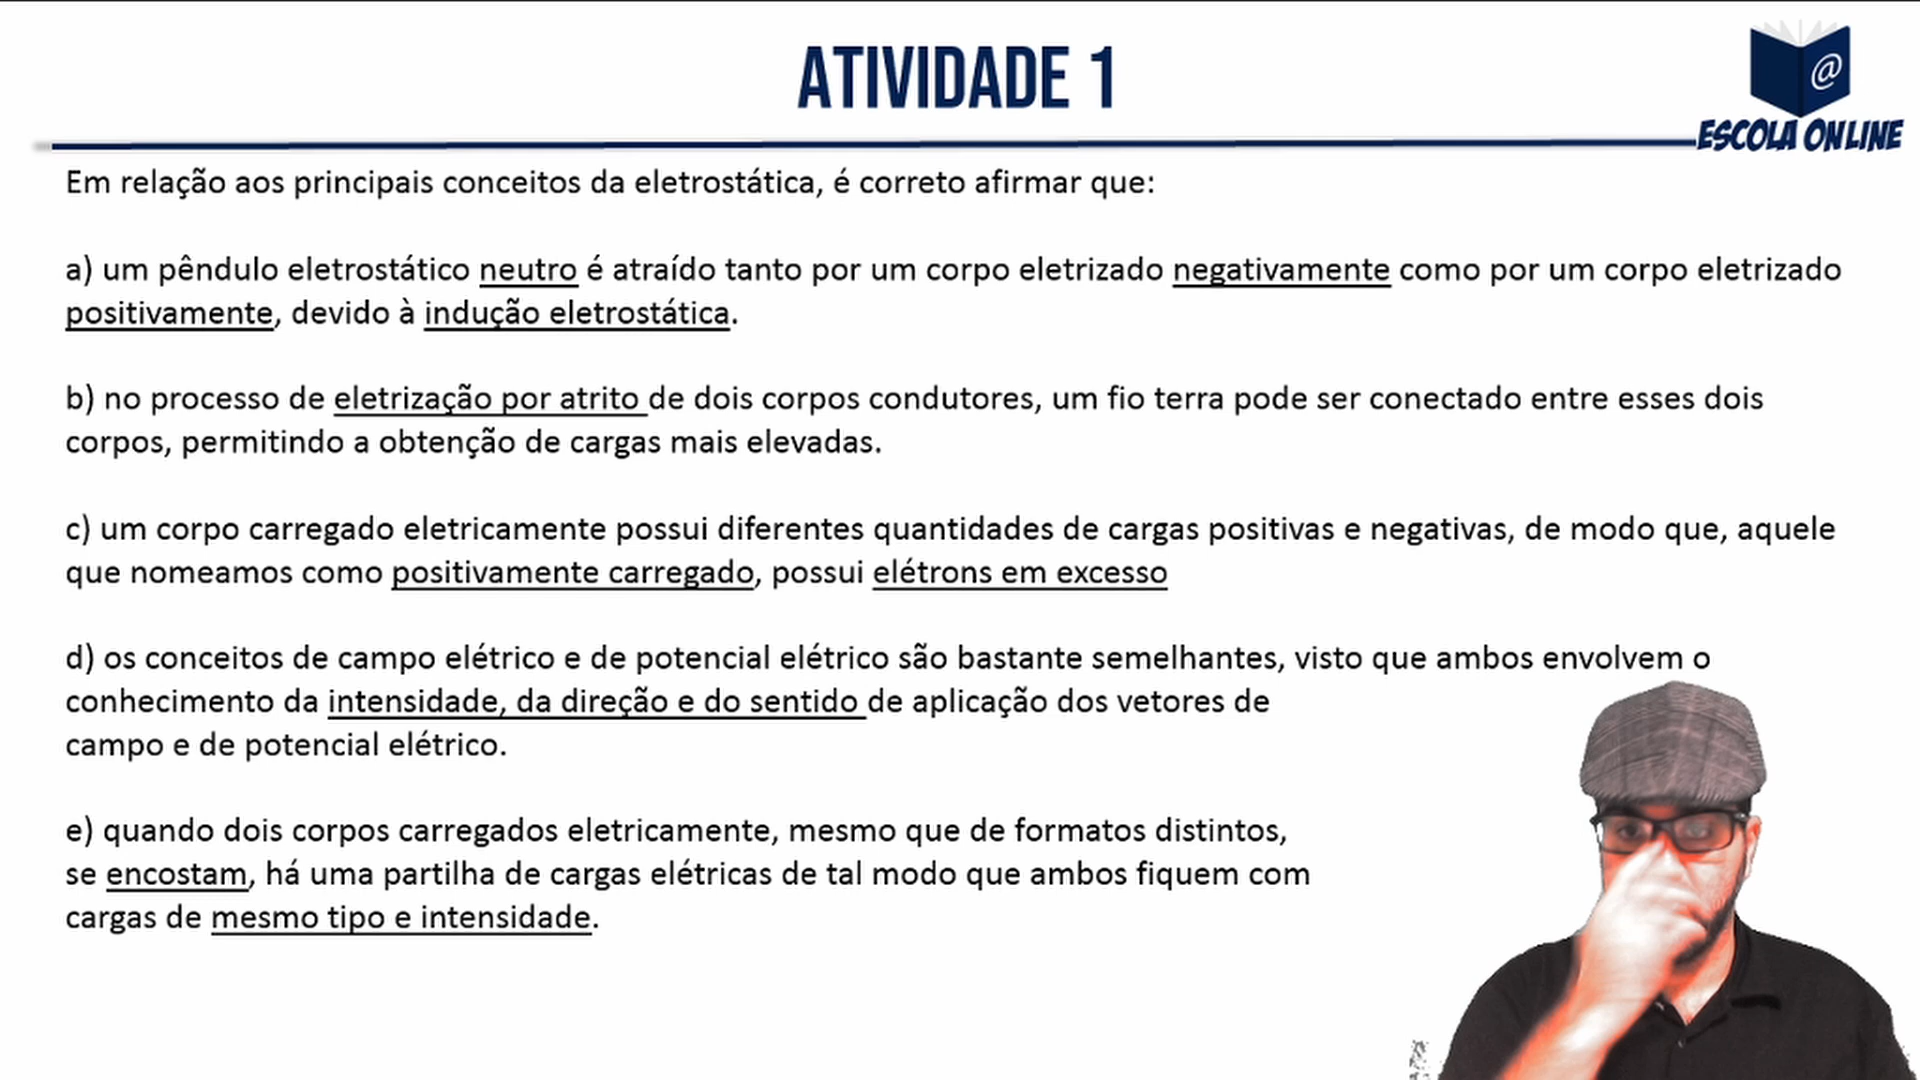 ATIVIDADE 1
@
ESCOLA ONLINE
Em relação aos principais conceitos da eletrostática, é correto afirmar que:
a) um pêndulo eletrostático neutro é atraído tanto por um corpo eletrizado negativamente como por um corpo eletrizado
positivamente, devido à indução eletrostática.
b) no processo de eletrização por atrito de dois corpos condutores, um fio terra pode ser conectado entre esses dois
corpos, permitindo a obtenção de cargas mais elevadas.
c) um corpo carregado eletricamente possui diferentes quantidades de cargas positivas e negativas, de modo que, aquele
que nomeamos como positivamente carregado, possui elétrons em excesso
d) os conceitos de campo elétrico e de potencial elétrico são bastante semelhantes, visto que ambos envolvem o
conhecimento da intensidade, da direção e do sentido de aplicação dos vetores de
campo e de potencial elétrico.
e) quando dois corpos carregados eletricamente, mesmo que de formatos distintos,
se encostam, há uma partilha de cargas elétricas de tal modo que ambos fiquem com
cargas de mesmo tipo e intensidade.